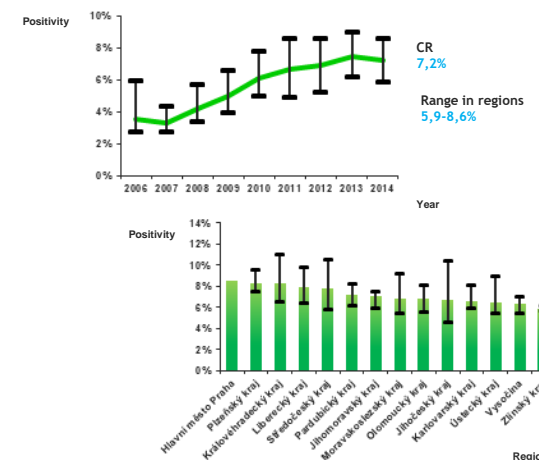 Positivity
10%
8%
6%
4%
2%
0%
2006 2007 2008 2009 2010 2011 2012 2013 2014
CR
7,2%
Range in regions
5,9-8,6%
Year
Positivity
14%
12%
10%
8%
6%
4%
2%
0%
Hlavní město Praha
Plzeňský kraj
Královéhradecký kraj
Liberecký kraj
Středočeský kraj
Pardubický kraj
Jihomoravský kraj
Moravskoslezský kraj
Olomoucký kraj
Jihočeský kraj
Karlovarský kraj
Ústecký kraj
Vysočina
Zlínský kra
Regio